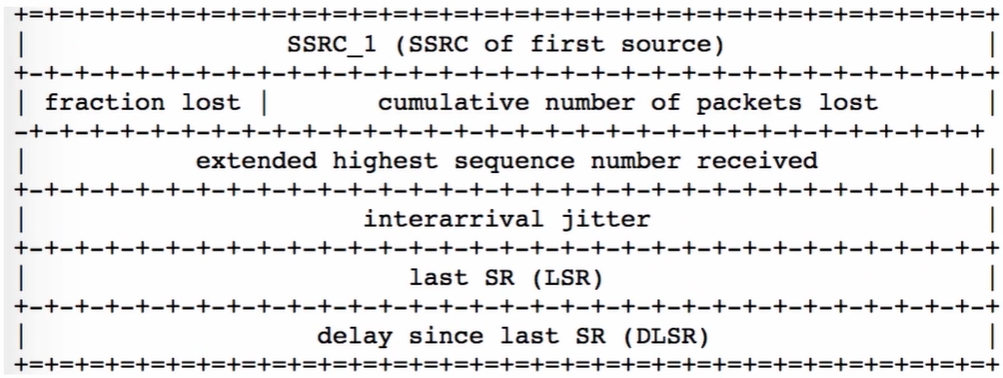 +=+=+=+=+=+=+=+=+=+=+=+=+=+=+=+=+=+=+=+=+=+=+=+=+=+=+=+=+=+=+=+=+
| SSRC_1 (SSRC of first source) |
+-+-+-+-+-+-+-+-+-+-+-+-+-+-+-+-+-+-+-+-+-+-+-+-+-+-+-+-+-+-+-+-+
| fraction lost | cumulative number of packets lost |
-+-+-+-+-+-+-+-+-+-+-+-+-+-+-+-+-+-+-+-+-+-+-+-+-+-+-+-+-+-+-+-+
| extended highest sequence number received |
+-+-+-+-+-+-+-+-+-+-+-+-+-+-+-+-+-+-+-+-+-+-+-+-+-+-+-+-+-+-+-+-+
| interarrival jitter |
+-+-+-+-+-+-+-+-+-+-+-+-+-+-+-+-+-+-+-+-+-+-+-+-+-+-+-+-+-+-+-+-+
| last SR (LSR) |
+-+-+-+-+-+-+-+-+-+-+-+-+-+-+-+-+-+-+-+-+-+-+-+-+-+-+-+-+-+-+-+-+
| delay since last SR (DLSR) |
+=+=+=+=+=+=+=+=+=+=+=+=+=+=+=+=+=+=+=+=+=+=+=+=+=+=+=+=+=+=+=+=+